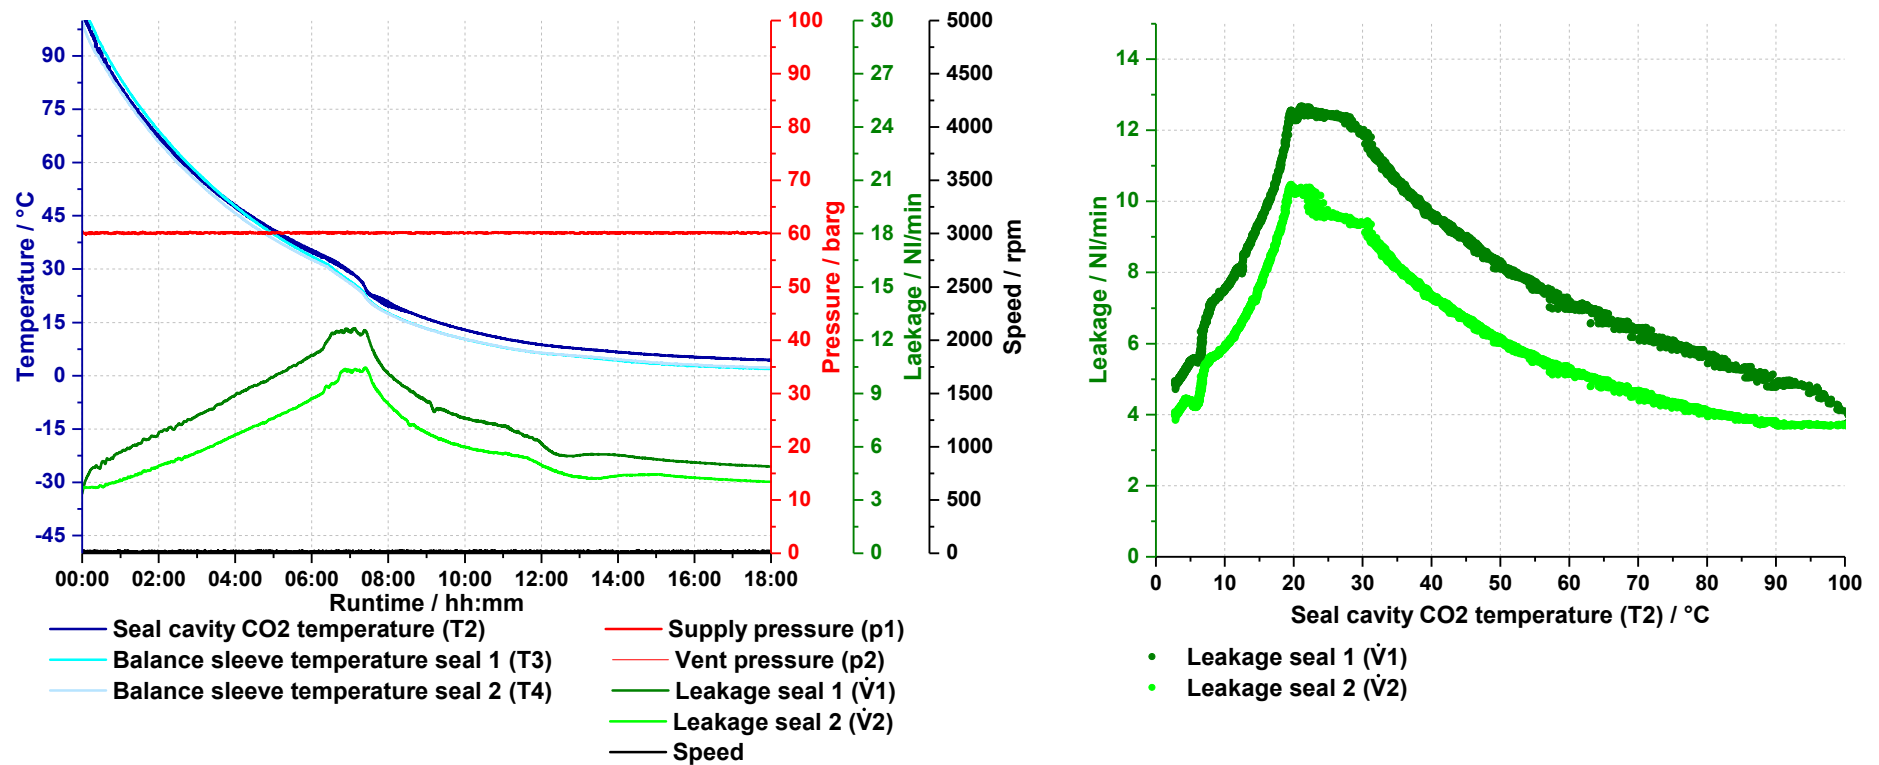 90
75
60
45
30
15
0
-15
-30
-45
Temperature / °C
100
90
80
70
60
50
40
30
20
10
0
Pressure / barg
30
27
24
21
18
15
12
9
6
3
0
Laekage / Nl/min
5000
4500
4000
3500
3000
2500
2000
1500
1000
500
0
Speed / rpm
00:00 02:00 04:00 06:00 08:00 10:00 12:00 14:00 16:00 18:00
Runtime / hh:mm
Seal cavity CO2 temperature (T2)
Balance sleeve temperature seal 1 (T3)
Balance sleeve temperature seal 2 (T4)
Supply pressure (p1)
Vent pressure (p2)
Leakage seal 1 (V̇1)
Leakage seal 2 (V̇2)
Speed
14
12
10
8
6
4
2
0
Leakage / Nl/min
0 10 20 30 40 50 60 70 80 90 100
Seal cavity CO2 temperature (T2) / °C
Leakage seal 1 (V̇1)
Leakage seal 2 (V̇2)